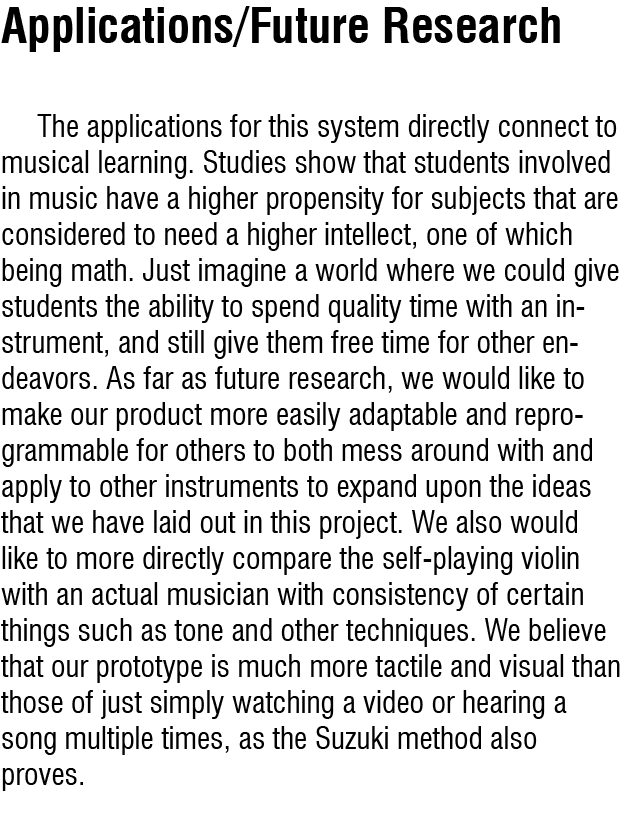 Applications/Future Research
The applications for this system directly connect to
musical learning. Studies show that students involved
in music have a higher propensity for subjects that are
considered to need a higher intellect, one of which
being math. Just imagine a world where we could give
students the ability to spend quality time with an in-
strument, and still give them free time for other en-
deavors. As far as future research, we would like to
make our product more easily adaptable and repro-
grammable for others to both mess around with and
apply to other instruments to expand upon the ideas
that we have laid out in this project. We also would
like to more directly compare the self-playing violin
with an actual musician with consistency of certain
things such as tone and other techniques. We believe
that our prototype is much more tactile and visual than
those of just simply watching a video or hearing a
song multiple times, as the Suzuki method also
proves.